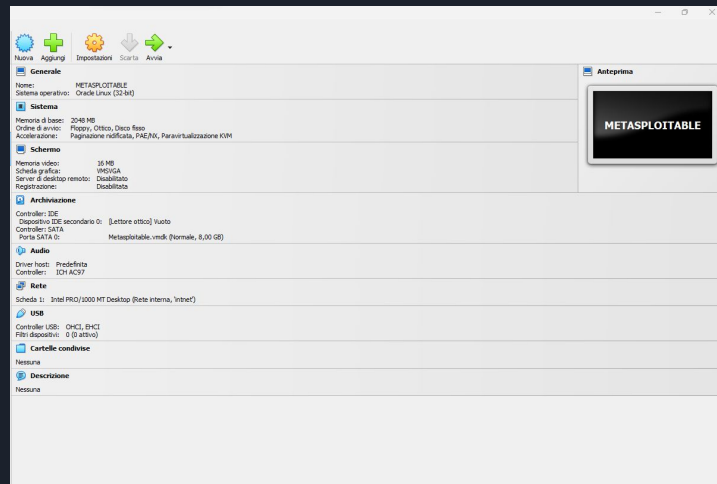 Nuova Aggiungi Impostazioni Scarta Avvia
Generale
Nome: METASPLOITABLE
Sistema operativo: Oracle Linux (32-bit)
Sistema
Memoria di base: 2048 MB
Ordine di avvio: Floppy, Ottico, Disco fisso
Accelerazione: Paginazione nidificata, PAE/NX, Paravirtualizzazione KVM
Schermo
Memoria video: 16 MB
Scheda grafica: VMSVGA
Server di desktop remoto: Disabilitato
Registrazione: Disabilitata
Archiviazione
Controller: IDE
Dispositivo IDE secondario 0: [Lettore ottico] Vuoto
Controller: SATA
Porta SATA 0: Metasploitable.vmdk (Normale, 8,00 GB)
Audio
Driver host: Predefinita
Controller: ICH AC97
Rete
Scheda 1: Intel PRO/1000 MT Desktop (Rete interna, 'intnet')
USB
Controller USB: OHCI, EHCI
Filtri dispositivi: 0 (0 attivo)
Cartelle condivise
Nessuna
Descrizione
Nessuna
Anteprima
METASPLOITABLE